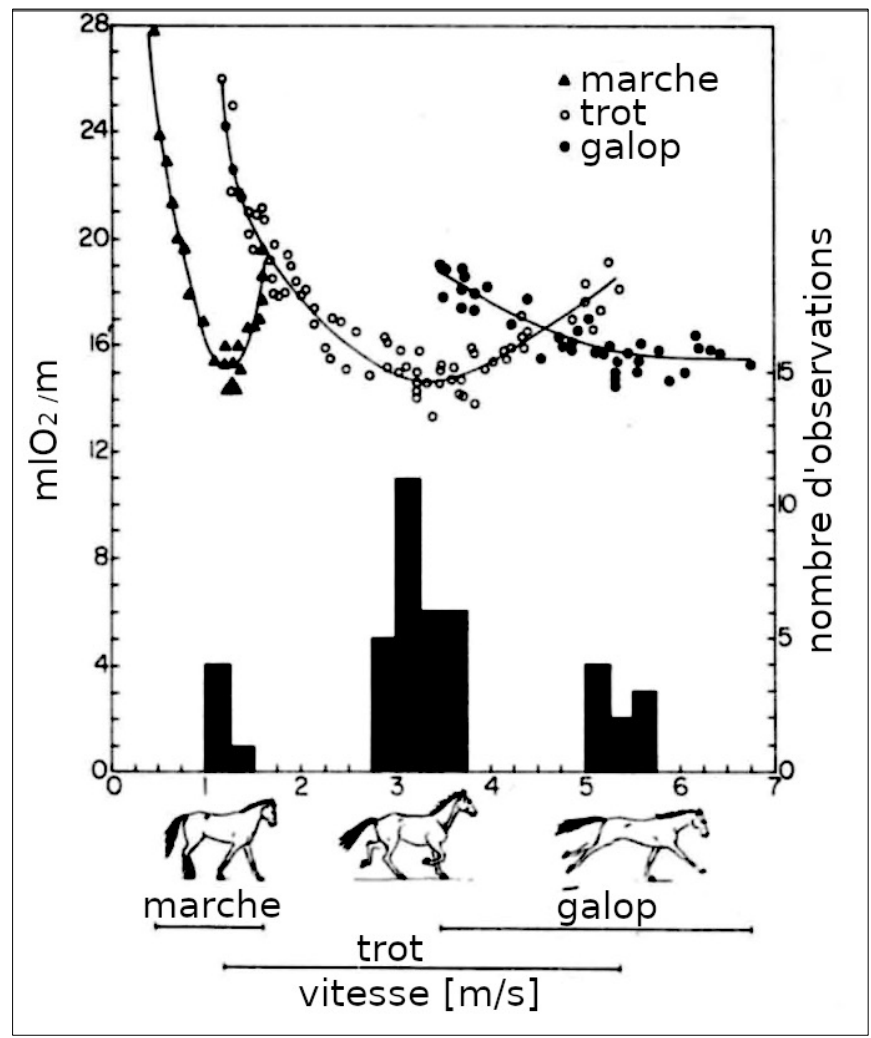 28
24
20
16
12
8
4
0
mlO₂/m
marche
trot
galop
15
10
5
0
nombre d'observations
0 1 2 3 4 5 6 7
marche
galop
trot
vitesse [m/s]